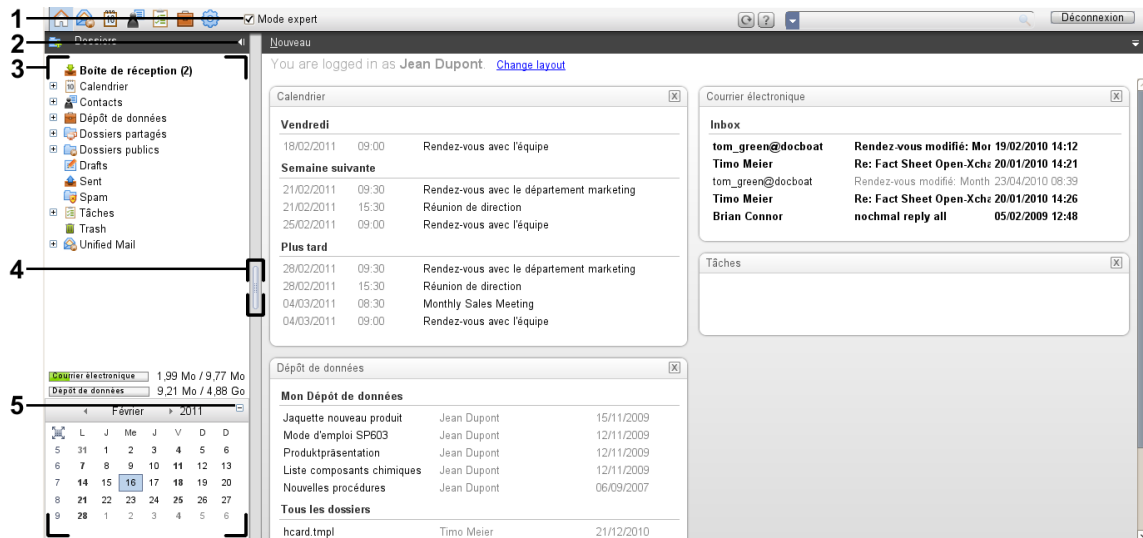 1
Mode expert
Déconnexion
2
Dossiers
Nouveau
3
You are logged in as Jean Dupont. Change layout
Boîte de réception (2)
Calendrier
Contacts
Dépôt de données
Dossiers partagés
Dossiers publics
Drafts
Sent
Spam
Tâches
Trash
Unified Mail
4
Courrier électronique 1,99 Mo / 9,77 Mo
Dépôt de données 9,21 Mo / 4,88 Go
5
Février 2011
L J Me J V D D
5 31 1 2 3 4 5 6
6 7 8 9 10 11 12 13
7 14 15 16 17 18 19 20
8 21 22 23 24 25 26 27
9 28 1 2 3 4 5 6
Calendrier X
Vendredi
18/02/2011 09:00 Rendez-vous avec l'équipe
Semaine suivante
21/02/2011 09:30 Rendez-vous avec le département marketing
21/02/2011 15:30 Réunion de direction
25/02/2011 09:00 Rendez-vous avec l'équipe
Plus tard
28/02/2011 09:30 Rendez-vous avec le département marketing
28/02/2011 15:30 Réunion de direction
04/03/2011 08:30 Monthly Sales Meeting
04/03/2011 09:00 Rendez-vous avec l'équipe
Dépôt de données X
Mon Dépôt de données
Jaquette nouveau produit Jean Dupont 15/11/2009
Mode d'emploi SP603 Jean Dupont 12/11/2009
Produktpräsentation Jean Dupont 12/11/2009
Liste composants chimiques Jean Dupont 12/11/2009
Nouvelles procédures Jean Dupont 06/09/2007
Tous les dossiers
hcard.tmpl Timo Meier 21/12/2010
Courrier électronique X
Inbox
tom_green@docboat Rendez-vous modifié: Mor 19/02/2010 14:12
Timo Meier Re: Fact Sheet Open-Xcha 20/01/2010 14:21
tom_green@docboat Rendez-vous modifié: Month 23/04/2010 08:39
Timo Meier Re: Fact Sheet Open-Xcha 20/01/2010 14:26
Brian Connor nochmal reply all 05/02/2009 12:48
Tâches X